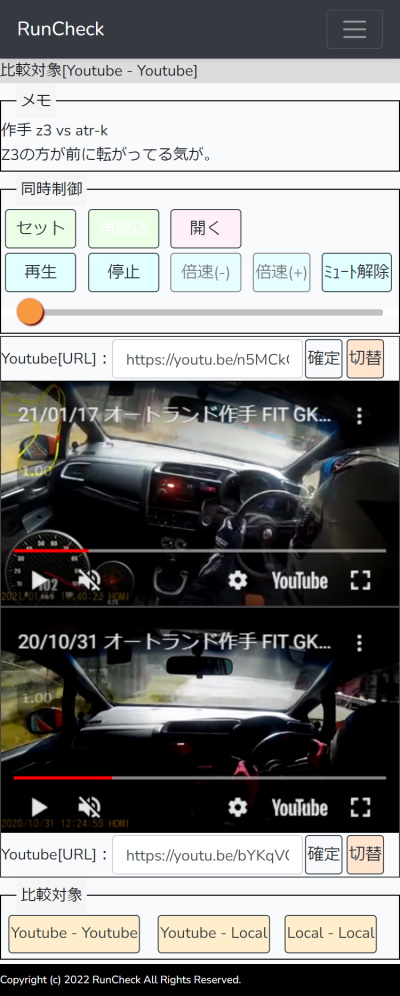 RunCheck
比較対象[Youtube - Youtube]
メモ
作手 z3 vs atr-k
Z3の方が前に転がってる気が。
同時制御
セット 再読込 開く
再生 停止 倍速(-) 倍速(+) ﾐｭｰﾄ解除
Youtube[URL]： https://youtu.be/n5MCk 確定 切替
21/01/17 オートランド作手 FIT GK...
1.00
102
YouTube
20/10/31 オートランド作手 FIT GK...
1.00
YouTube
2020/10/31 12:24:59 HOMI
Youtube[URL]： https://youtu.be/bYKqV 確定 切替
比較対象
Youtube - Youtube Youtube - Local Local - Local
Copyright (c) 2022 RunCheck All Rights Reserved.